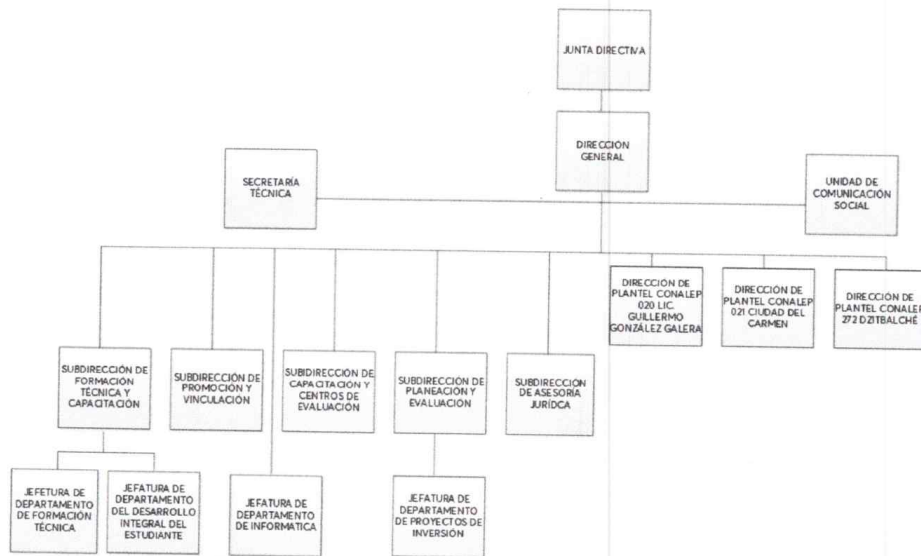 JUNTA DIRECTIVA
DIRECCIÓN
GENERAL
SECRETARÍA
TÉCNICA
UNIDAD DE
COMUNICACIÓN
SOCIAL
DIRECCIÓN DE
PLANTEL CONALEP
020 LIC.
GUILLERMO
GONZÁLEZ GALERA
DIRECCIÓN DE
PLANTEL CONALEP
021 CIUDAD DEL
CARMEN
DIRECCIÓN DE
PLANTEL CONALEP
272 DZITBALCHÉ
SUBDIRECCIÓN DE
FORMACIÓN
TÉCNICA Y
CAPACITACIÓN
SUBDIRECCIÓN DE
PROMOCIÓN Y
VINCULACIÓN
SUBIDIRECCIÓN DE
CAPACITACIÓN Y
CENTROS DE
EVALUACIÓN
SUBDIRECCIÓN DE
PLANEACIÓN Y
EVALUACIÓN
SUBDIRECCIÓN
DE ASESORÍA
JURÍDCA
JEFETURA DE
DEPARTAMENTO
DE FORMACIÓN
TÉCNICA
JEFATURA DE
DEPARTAMENTO
DEL DESARROLLO
INTEGRAL DEL
ESTUDIANTE
JEFATURA DE
DEPARTAMENTO
DE INFORMATICA
JEFATURA DE
DEPARTAMENTO
DE PROYECTOS DE
INVERSIÓN